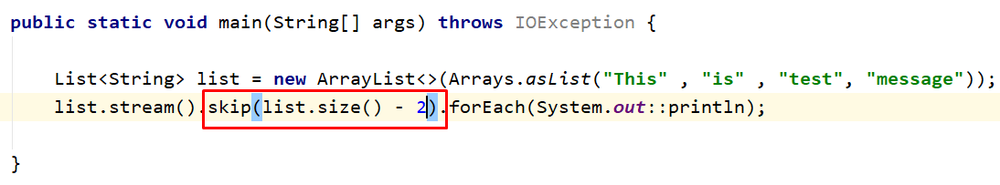 public static void main(String[] args) throws IOException {
List<String> list = new ArrayList<>(Arrays.asList("This" , "is" , "test", "message"));
list.stream().skip(list.size() - 2).forEach(System.out::println);
}